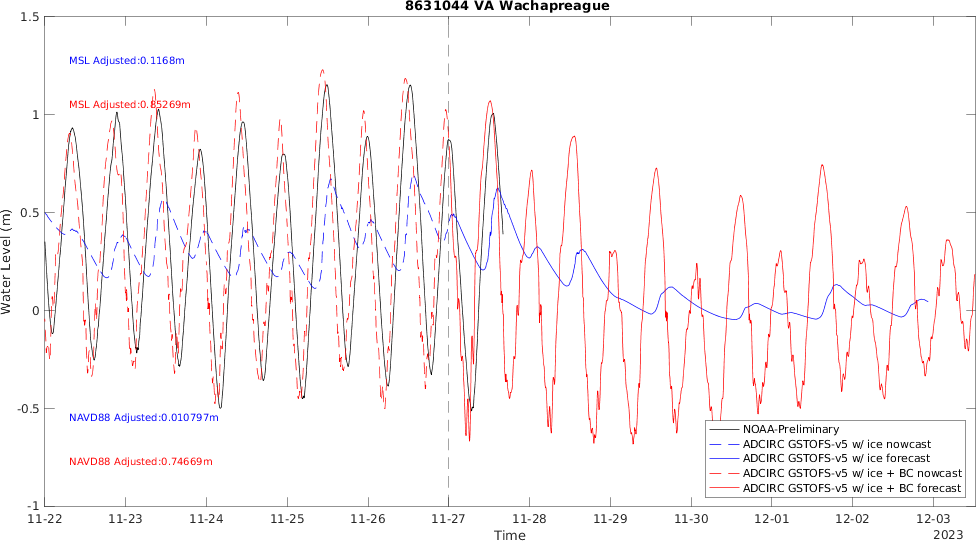 8631044 VA Wachapreague
1.5
1
0.5
0
-0.5
-1
Water Level (m)
MSL Adjusted:0.1168m
MSL Adjusted:0.85269m
NAVD88 Adjusted:0.010797m
NAVD88 Adjusted:0.74669m
NOAA-Preliminary
ADCIRC GSTOFS-v5 w/ ice nowcast
ADCIRC GSTOFS-v5 w/ ice forecast
ADCIRC GSTOFS-v5 w/ ice + BC nowcast
ADCIRC GSTOFS-v5 w/ ice + BC forecast
11-22 11-23 11-24 11-25 11-26 11-27 11-28 11-29 11-30 12-01 12-02 12-03
Time
2023